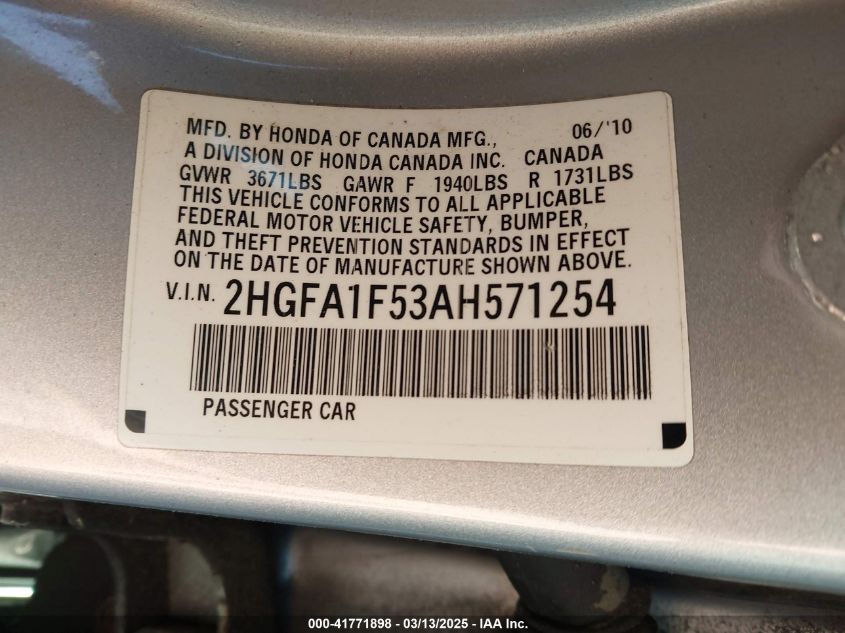 MFD. BY HONDA OF CANADA MFG., 06/'10
A DIVISION OF HONDA CANADA INC. CANADA
GVWR 3671LBS GAWR F 1940LBS R 1731LBS
THIS VEHICLE CONFORMS TO ALL APPLICABLE
FEDERAL MOTOR VEHICLE SAFETY, BUMPER,
AND THEFT PREVENTION STANDARDS IN EFFECT
ON THE DATE OF MANUFACTURE SHOWN ABOVE.
V.I.N. 2HGFA1F53AH571254
PASSENGER CAR
000-41771898 - 03/13/2025 - IAA Inc.